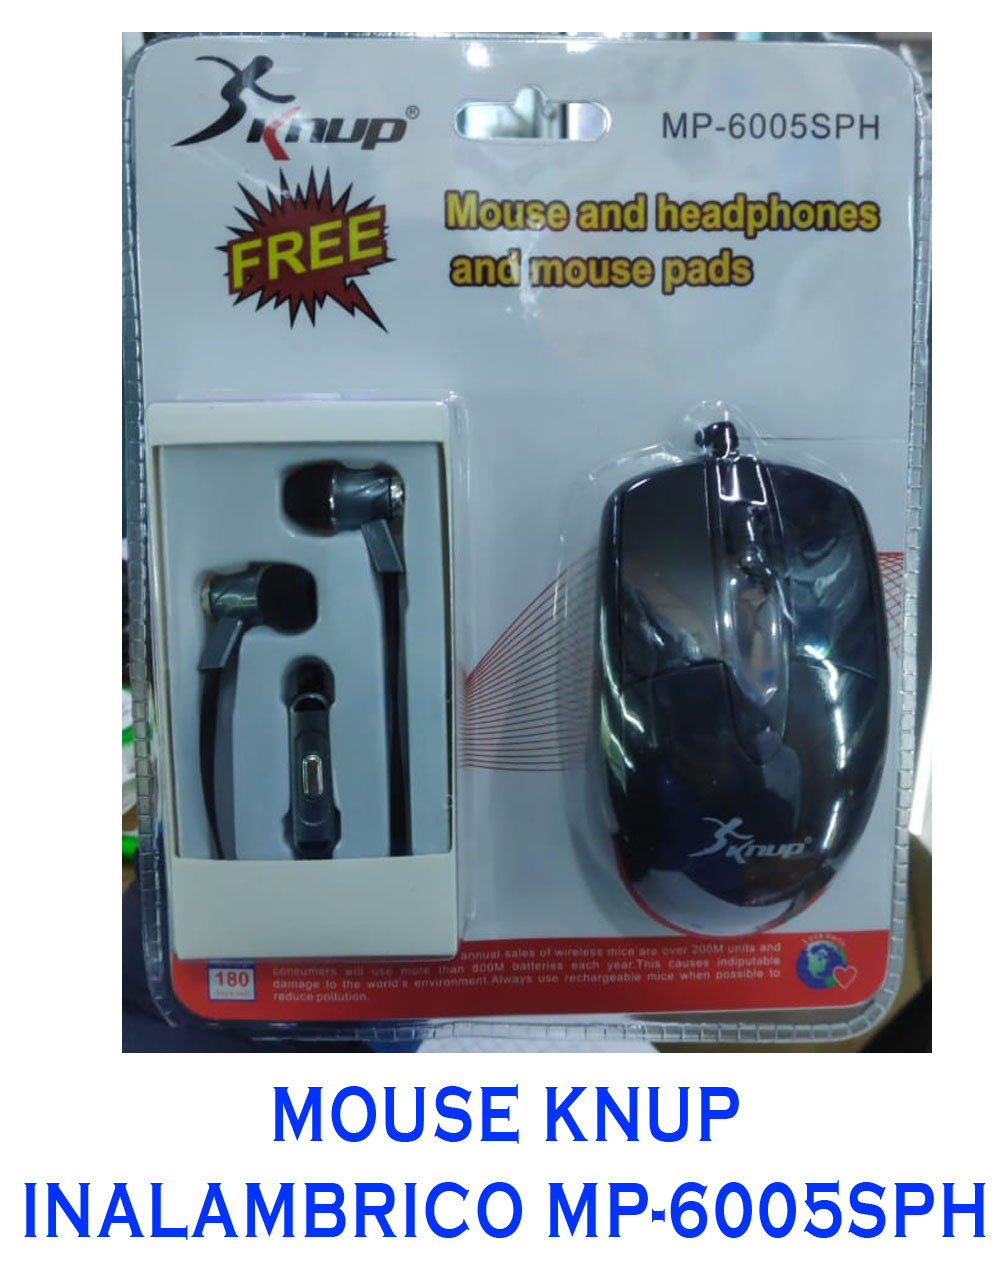 Knup®
MP-6005SPH
FREE
Mouse and headphones
and mouse pads
Knup®
annual sales of wireless mice are over 200M units and
consumers will use more than 800M batteries each year.This causes indiputable
damage to the world's environment.Always use rechargeable mice when possible to
reduce pollution.
180
MOUSE KNUP
INALAMBRICO MP-6005SPH